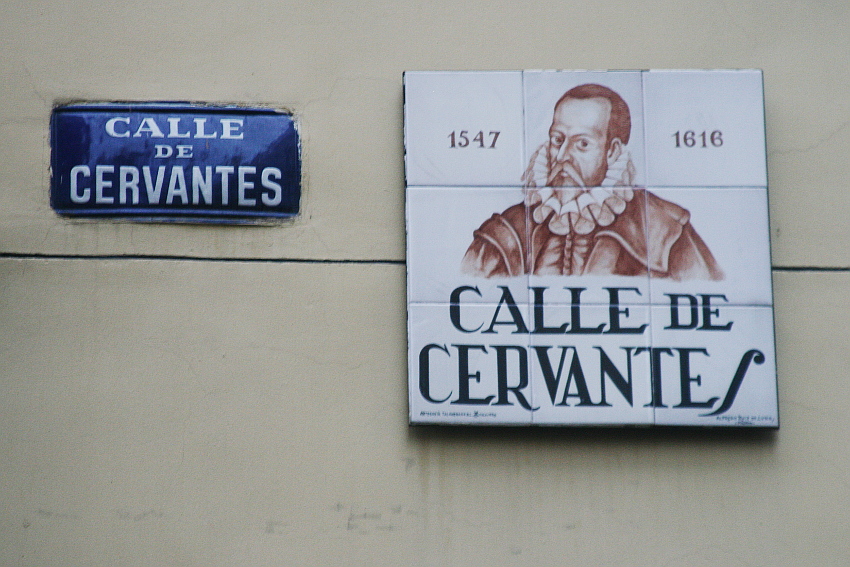 CALLE
DE
CERVANTES
1547 1616
CALLE DE
CERVANTES